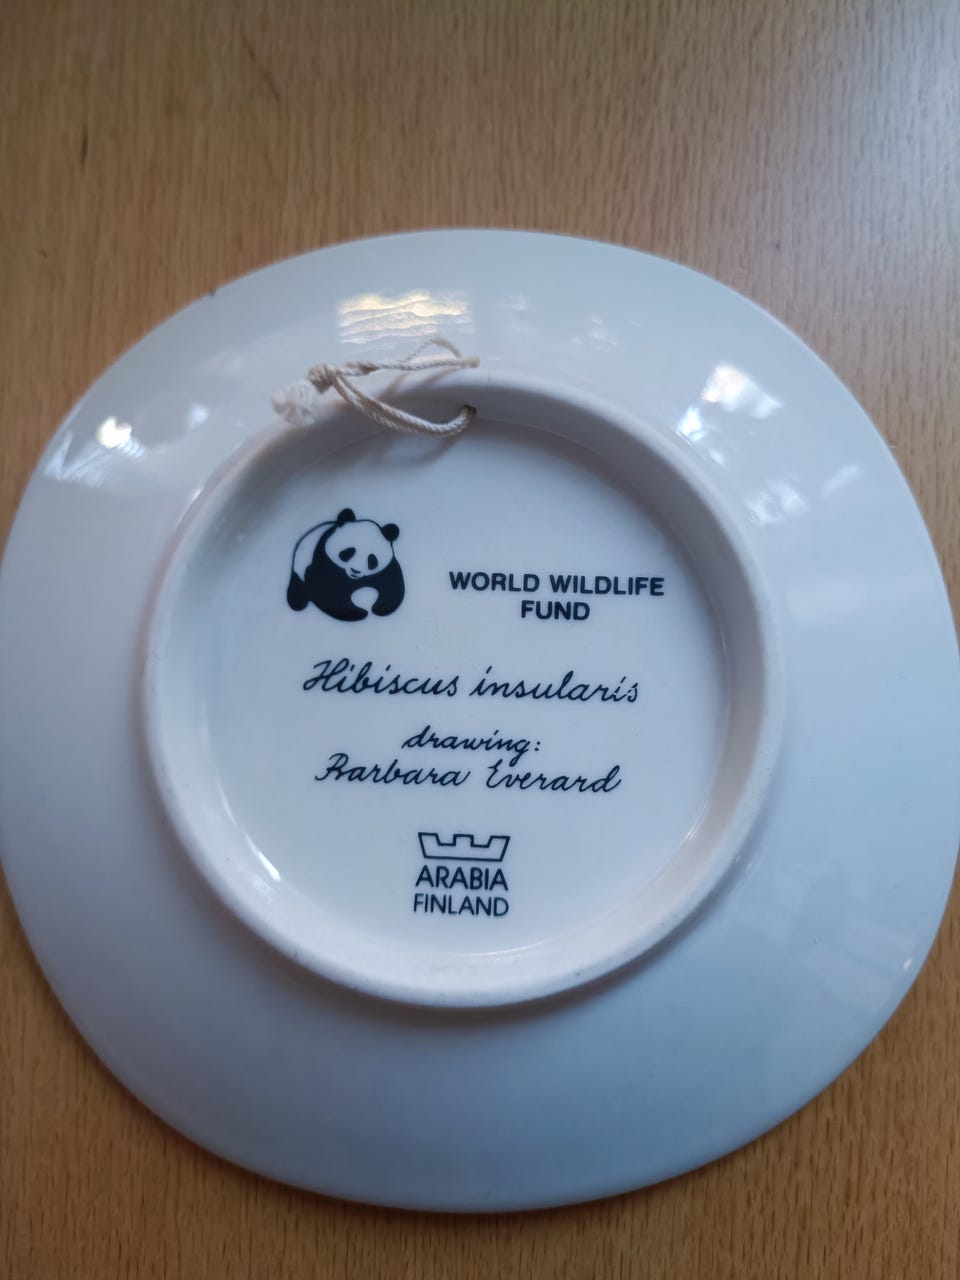 WORLD WILDLIFE
FUND
Hibiscus insularis
drawing:
Barbara Everard
ARABIA
FINLAND